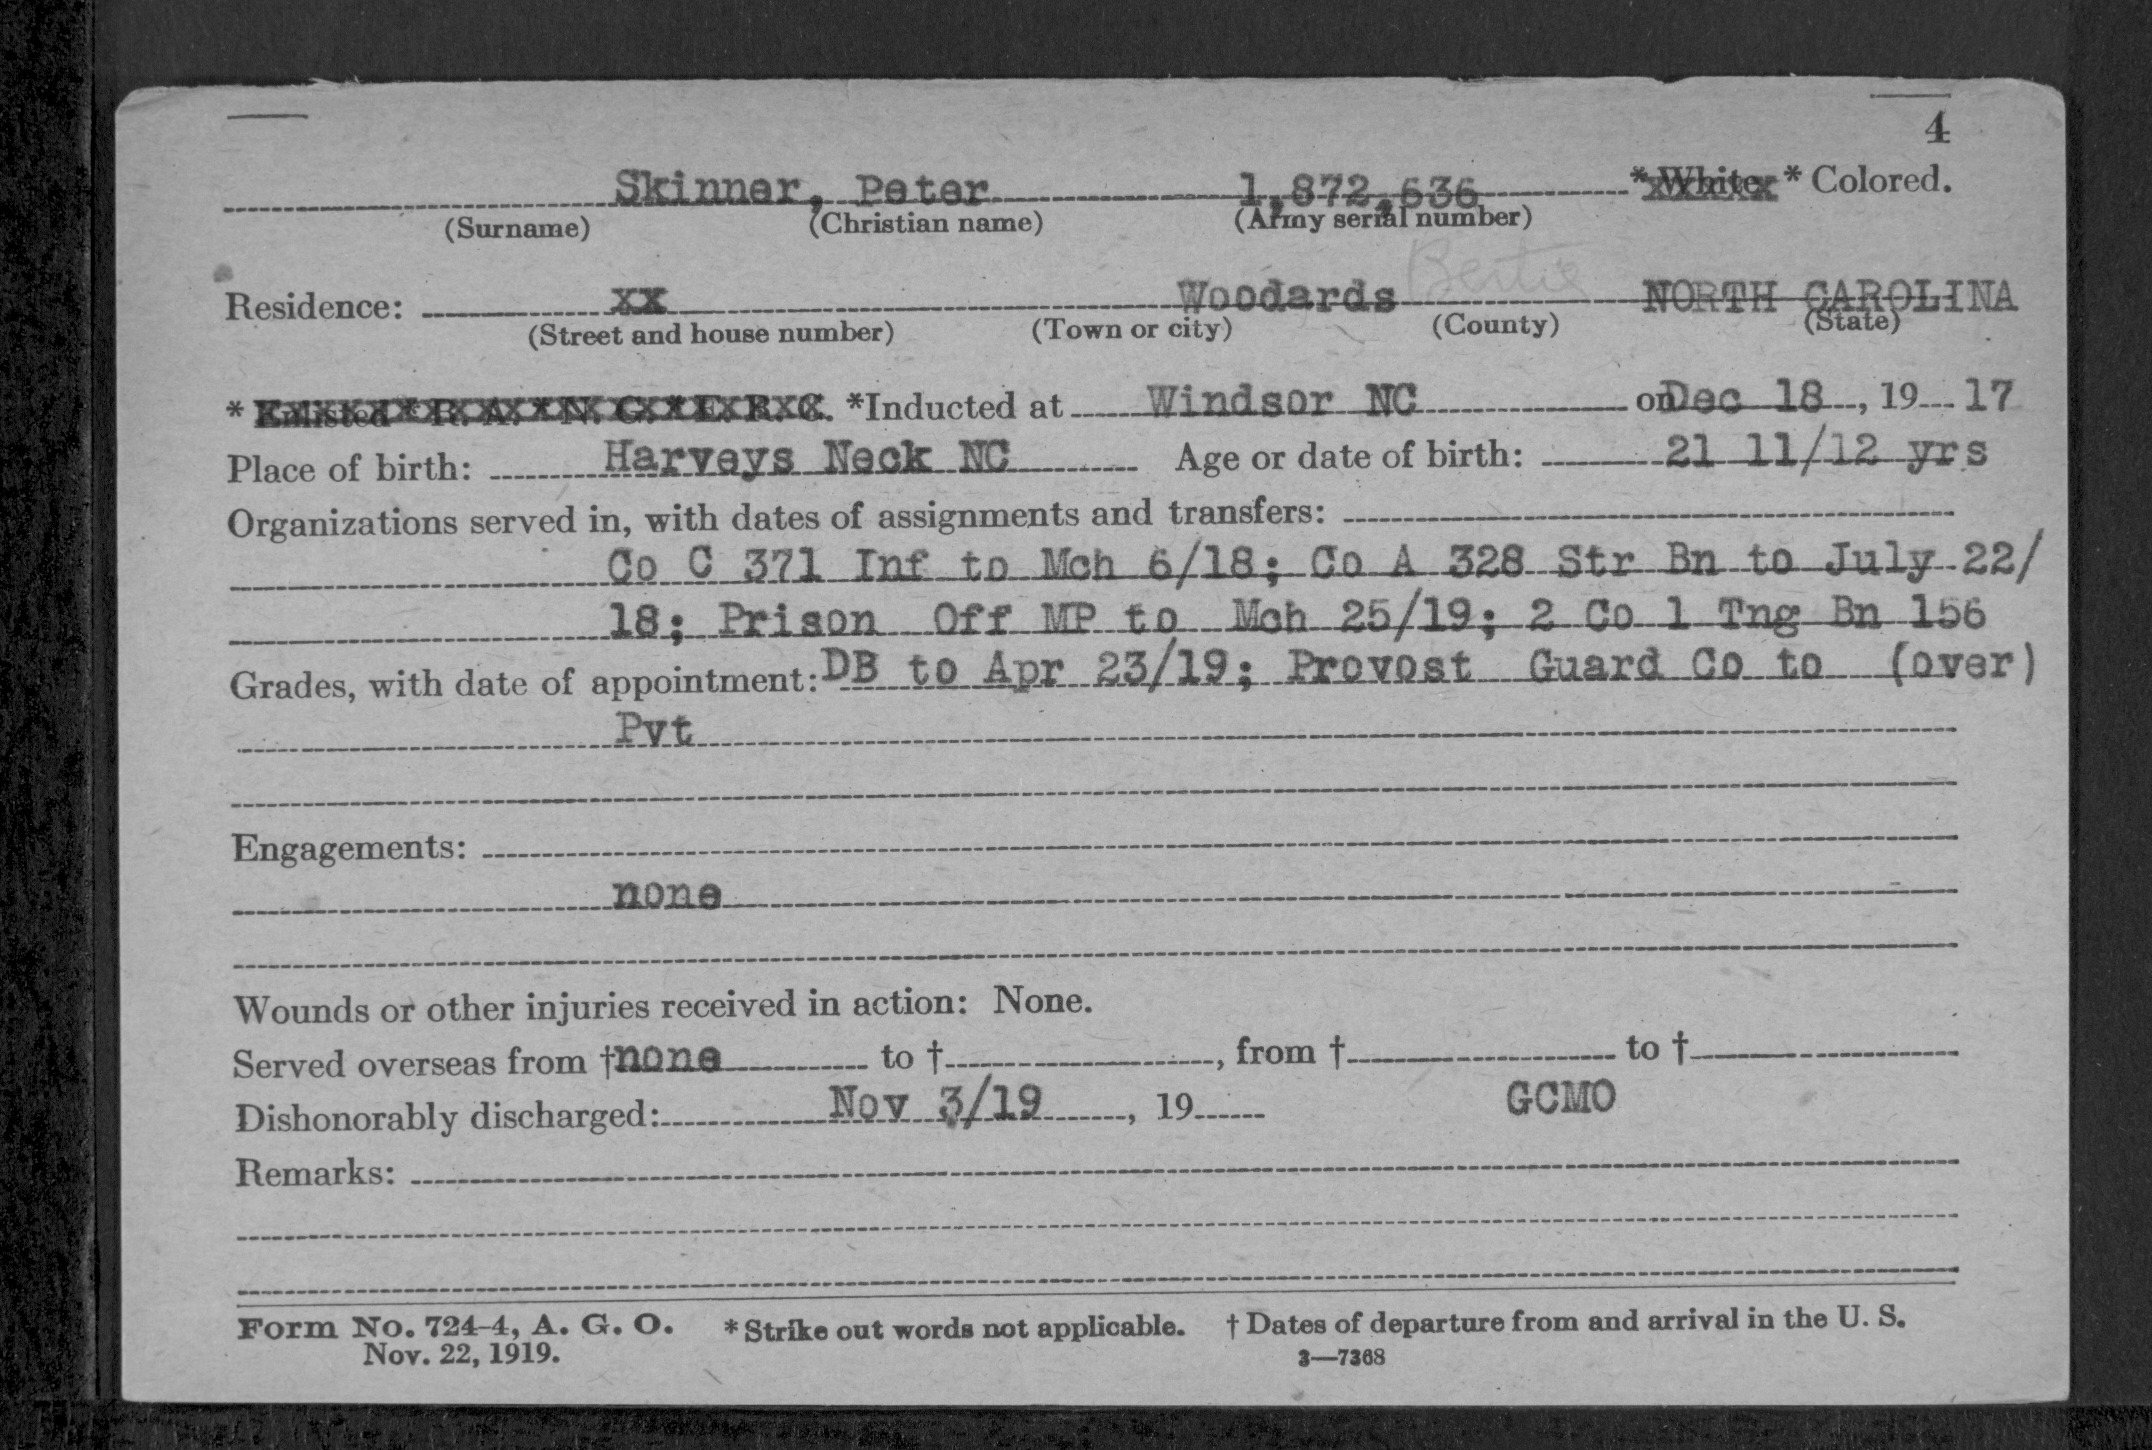 4
Skinner, Peter 1,872,636 * White * Colored.
(Surname) (Christian name) (Army serial number)
Bertie
Residence: xx Woodards NORTH CAROLINA
(Street and house number) (Town or city) (County) (State)
* Enlisted * R. A. * N. G. * E. R. C. *Inducted at Windsor NC on Dec 18, 19 17
Place of birth: Harveys Neck NC Age or date of birth: 21 11/12 yrs
Organizations served in, with dates of assignments and transfers:
Co C 371 Inf to Mch 6/18; Co A 328 Str Bn to July 22/
18; Prison Off MP to Mch 25/19; 2 Co 1 Tng Bn 156
Grades, with date of appointment: DB to Apr 23/19; Provost Guard Co to (over)
Pvt
Engagements:
none
Wounds or other injuries received in action: None.
Served overseas from † none to †, from † to †
Dishonorably discharged: Nov 3/19, 19 GCMO
Remarks:
Form No. 724-4, A. G. O. * Strike out words not applicable. † Dates of departure from and arrival in the U. S.
Nov. 22, 1919. 3—7368